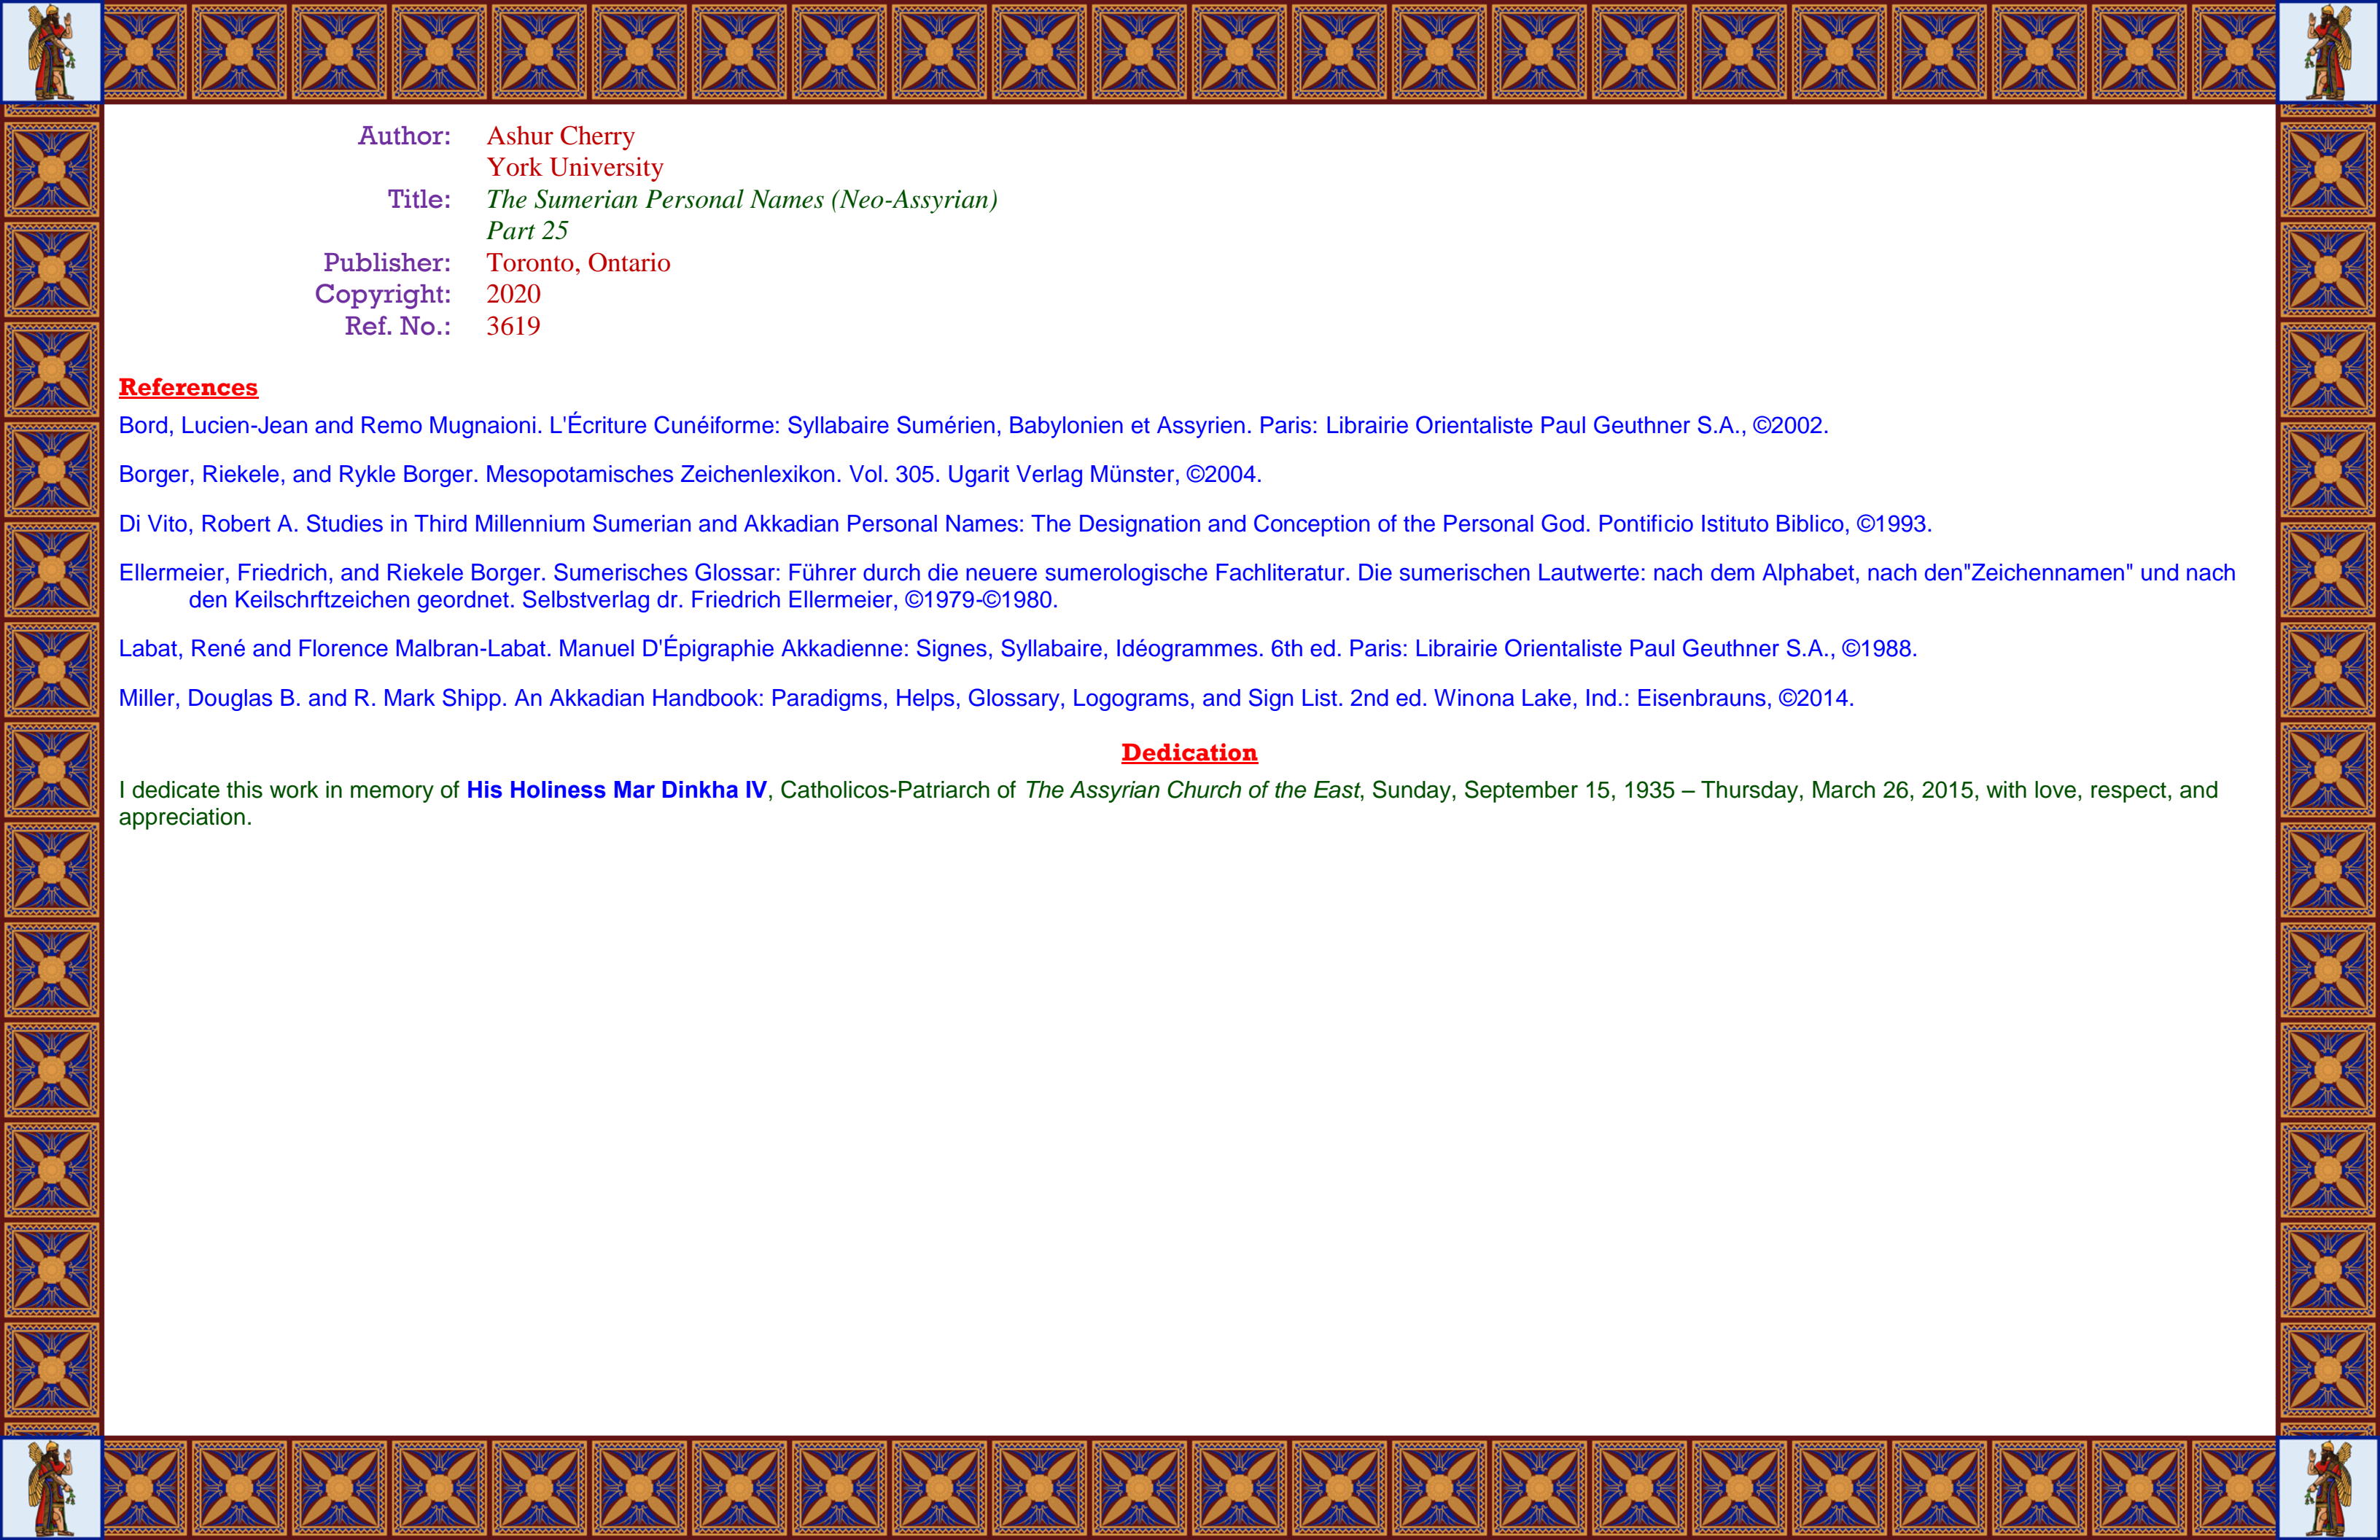 Author: Ashur Cherry
York University
Title: The Sumerian Personal Names (Neo-Assyrian)
Part 25
Publisher: Toronto, Ontario
Copyright: 2020
Ref. No.: 3619
References
Bord, Lucien-Jean and Remo Mugnaioni. L'Écriture Cunéiforme: Syllabaire Sumérien, Babylonien et Assyrien. Paris: Librairie Orientaliste Paul Geuthner S.A., ©2002.
Borger, Riekele, and Rykle Borger. Mesopotamisches Zeichenlexikon. Vol. 305. Ugarit Verlag Münster, ©2004.
Di Vito, Robert A. Studies in Third Millennium Sumerian and Akkadian Personal Names: The Designation and Conception of the Personal God. Pontificio Istituto Biblico, ©1993.
Ellermeier, Friedrich, and Riekele Borger. Sumerisches Glossar: Führer durch die neuere sumerologische Fachliteratur. Die sumerischen Lautwerte: nach dem Alphabet, nach den"Zeichennamen" und nach
den Keilschrftzeichen geordnet. Selbstverlag dr. Friedrich Ellermeier, ©1979-©1980.
Labat, René and Florence Malbran-Labat. Manuel D'Épigraphie Akkadienne: Signes, Syllabaire, Idéogrammes. 6th ed. Paris: Librairie Orientaliste Paul Geuthner S.A., ©1988.
Miller, Douglas B. and R. Mark Shipp. An Akkadian Handbook: Paradigms, Helps, Glossary, Logograms, and Sign List. 2nd ed. Winona Lake, Ind.: Eisenbrauns, ©2014.
Dedication
I dedicate this work in memory of His Holiness Mar Dinkha IV, Catholicos-Patriarch of The Assyrian Church of the East, Sunday, September 15, 1935 – Thursday, March 26, 2015, with love, respect, and
appreciation.